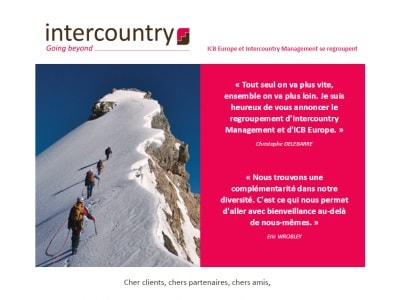 intercountry
Going beyond
ICB Europe et Intercountry Management se regroupent
« Tout seul on va plus vite,
ensemble on va plus loin. Je suis
heureux de vous annoncer le
regroupement d'Intercountry
Management et d'ICB Europe. »
Christophe DELEBARRE
« Nous trouvons une
complémentarité dans notre
diversité. C'est ce qui nous permet
d'aller avec bienveillance au-delà
de nous-mêmes. »
Eric WROBLEY
Cher clients, chers partenaires, chers amis,